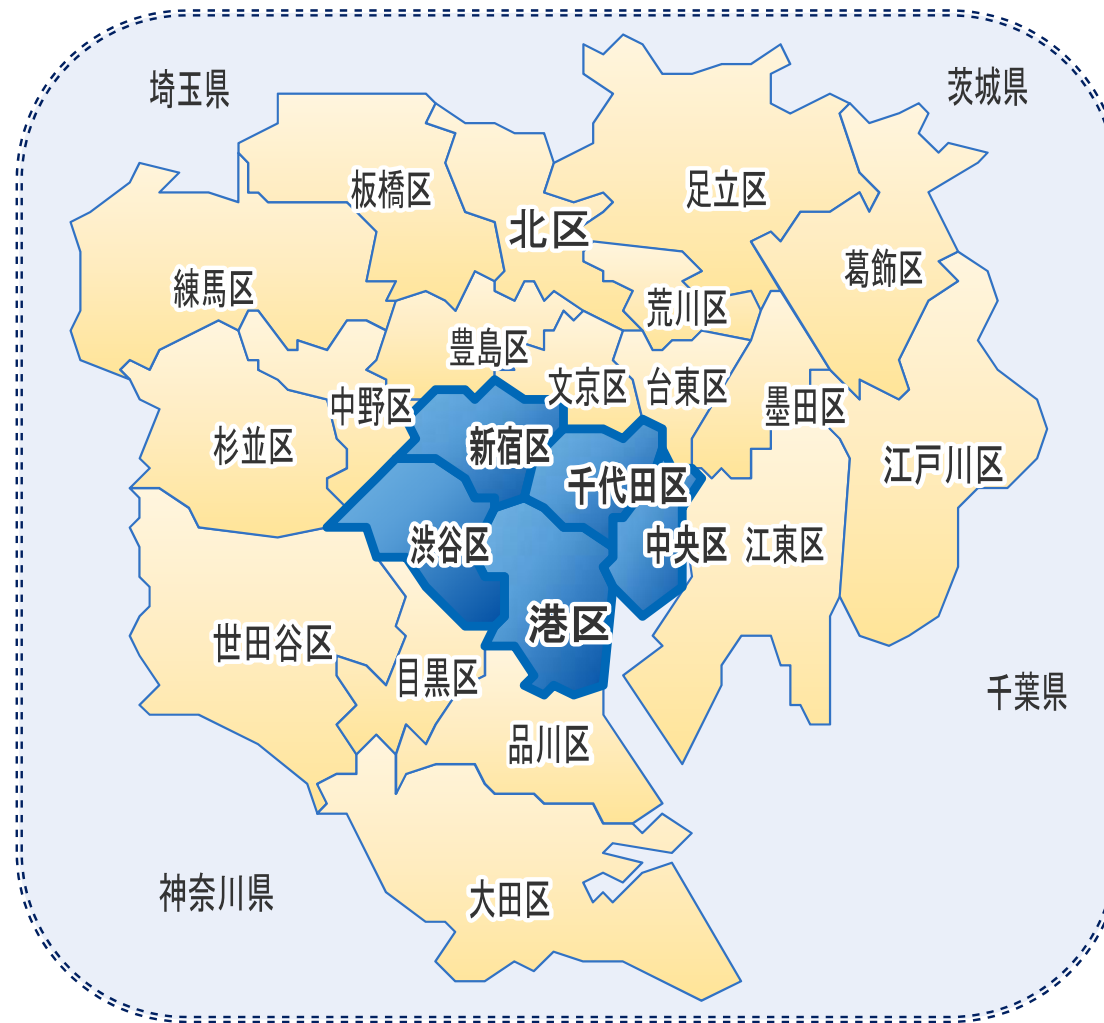 埼玉県
茨城県
板橋区
足立区
北区
葛飾区
練馬区
荒川区
豊島区
文京区
台東区
中野区
墨田区
杉並区
新宿区
江戸川区
千代田区
渋谷区
中央区
江東区
港区
世田谷区
目黒区
千葉県
品川区
神奈川県
大田区